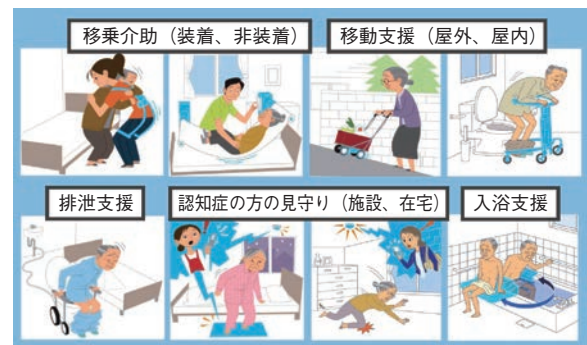 移乗介助（装着、非装着）
移動支援（屋外、屋内）
排泄支援
認知症の方の見守り（施設、在宅）
入浴支援